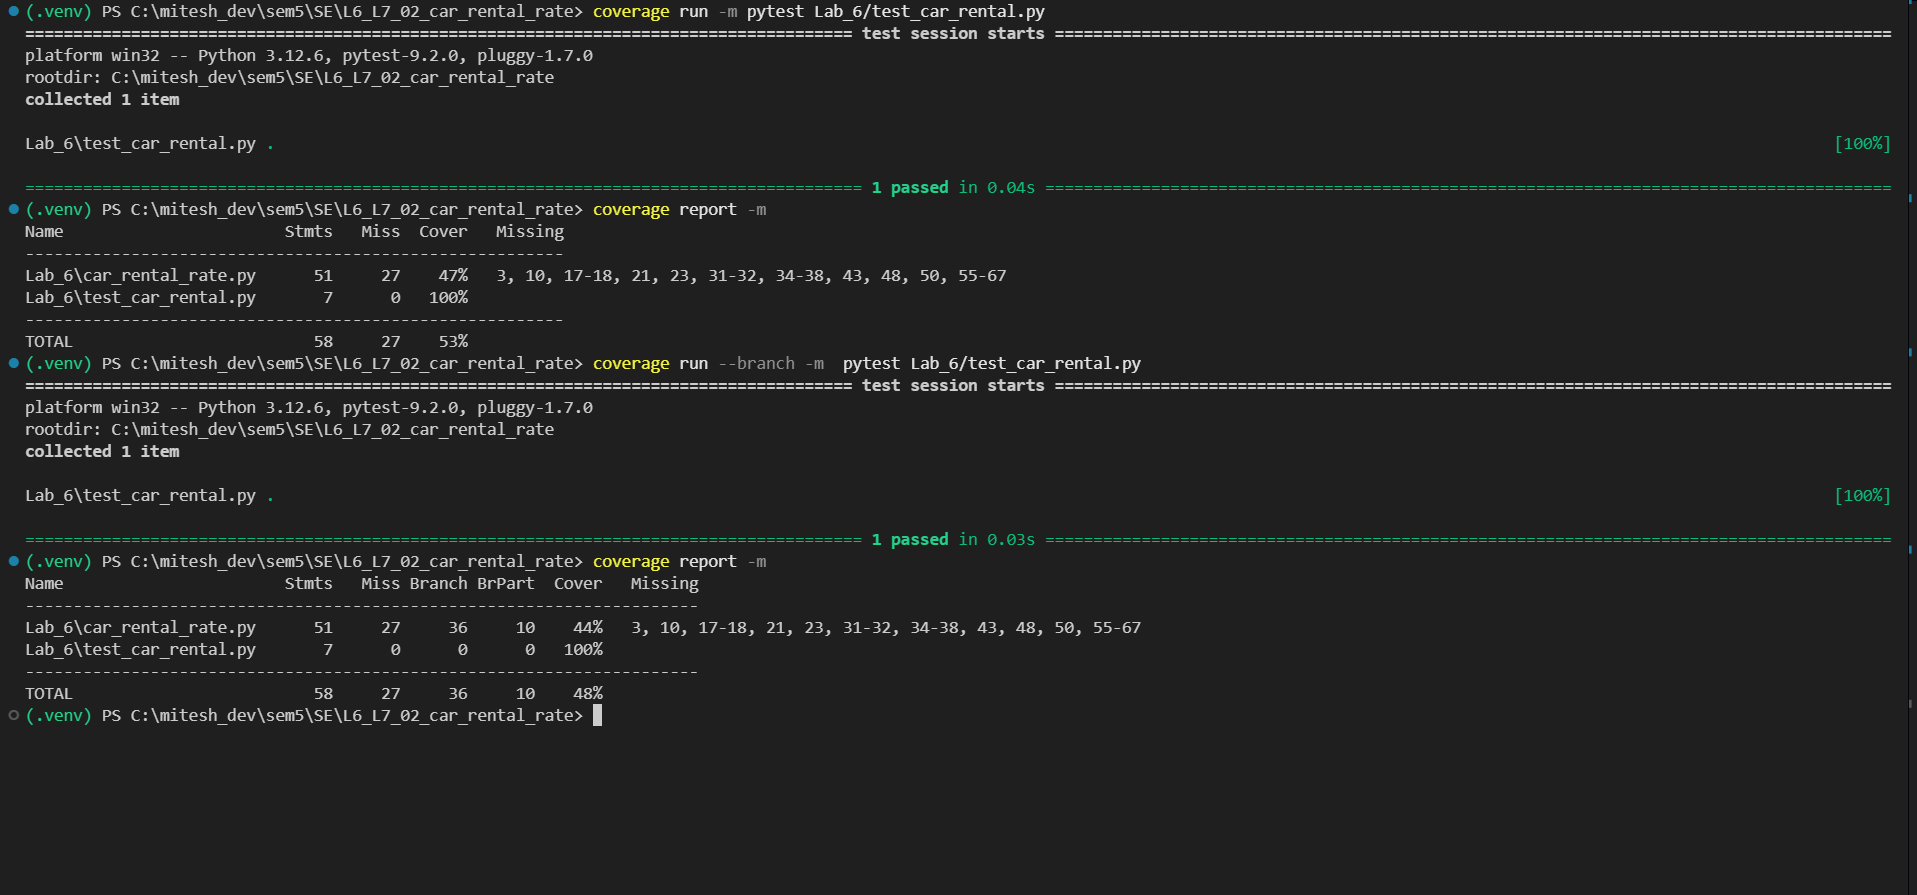 (.venv) PS C:\mitesh_dev\sem5\SE\L6_L7_02_car_rental_rate> coverage run -m pytest Lab_6/test_car_rental.py
====================================================================================== test session starts =======================================================================================
platform win32 -- Python 3.12.6, pytest-9.2.0, pluggy-1.7.0
rootdir: C:\mitesh_dev\sem5\SE\L6_L7_02_car_rental_rate
collected 1 item
Lab_6\test_car_rental.py . [100%]
======================================================================================= 1 passed in 0.04s ========================================================================================
(.venv) PS C:\mitesh_dev\sem5\SE\L6_L7_02_car_rental_rate> coverage report -m
Name                       Stmts   Miss  Cover   Missing
--------------------------------------------------------
Lab_6\car_rental_rate.py      51     27    47%   3, 10, 17-18, 21, 23, 31-32, 34-38, 43, 48, 50, 55-67
Lab_6\test_car_rental.py       7      0   100%
--------------------------------------------------------
TOTAL                         58     27    53%
(.venv) PS C:\mitesh_dev\sem5\SE\L6_L7_02_car_rental_rate> coverage run --branch -m  pytest Lab_6/test_car_rental.py
====================================================================================== test session starts =======================================================================================
platform win32 -- Python 3.12.6, pytest-9.2.0, pluggy-1.7.0
rootdir: C:\mitesh_dev\sem5\SE\L6_L7_02_car_rental_rate
collected 1 item
Lab_6\test_car_rental.py . [100%]
======================================================================================= 1 passed in 0.03s ========================================================================================
(.venv) PS C:\mitesh_dev\sem5\SE\L6_L7_02_car_rental_rate> coverage report -m
Name                       Stmts   Miss Branch BrPart  Cover   Missing
----------------------------------------------------------------------
Lab_6\car_rental_rate.py      51     27     36     10    44%   3, 10, 17-18, 21, 23, 31-32, 34-38, 43, 48, 50, 55-67
Lab_6\test_car_rental.py       7      0      0      0   100%
----------------------------------------------------------------------
TOTAL                         58     27     36     10    48%
(.venv) PS C:\mitesh_dev\sem5\SE\L6_L7_02_car_rental_rate>